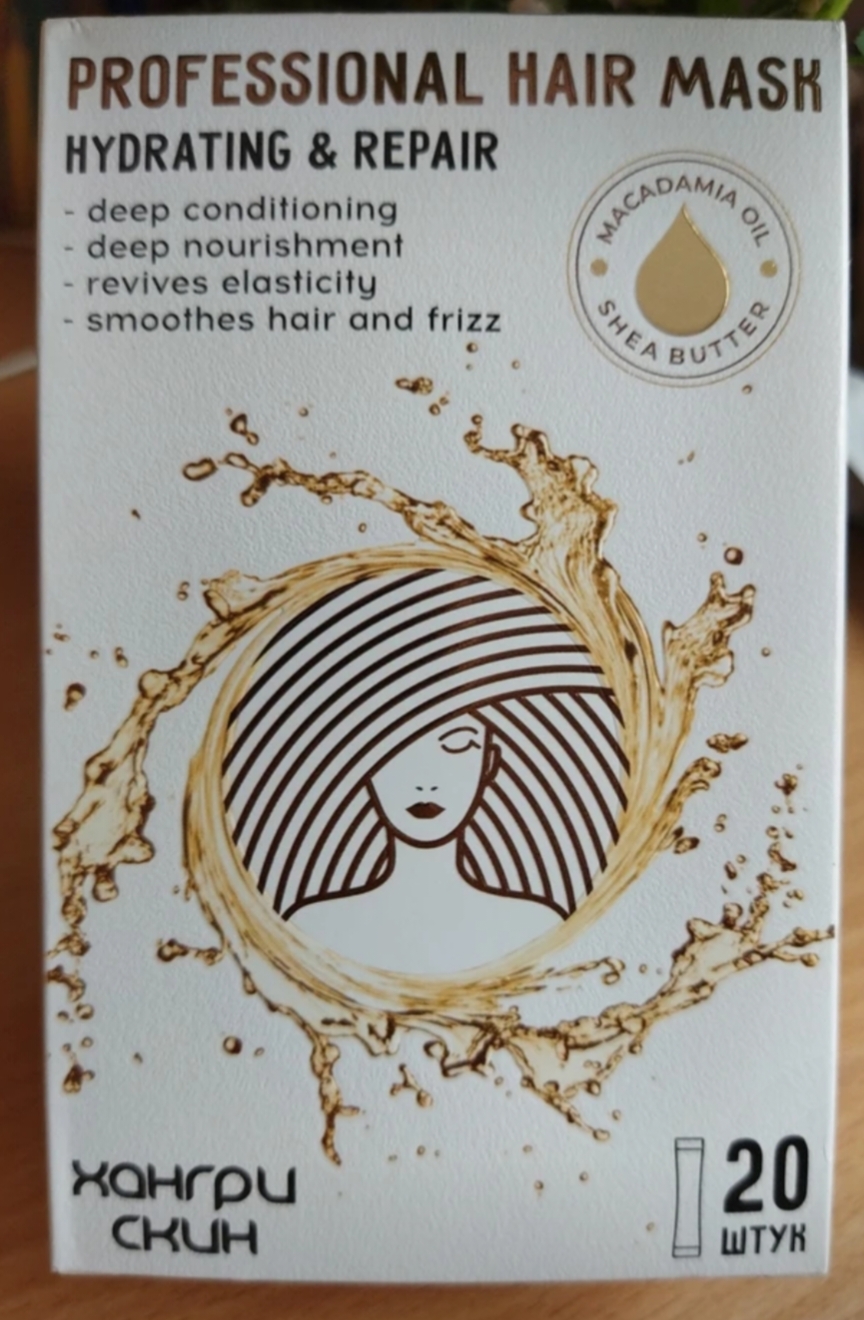 PROFESSIONAL HAIR MASK
HYDRATING & REPAIR
- deep conditioning
- deep nourishment
- revives elasticity
- smoothes hair and frizz
MACADAMIA OIL
SHEA BUTTER
хангри
скин
20
ШТУК